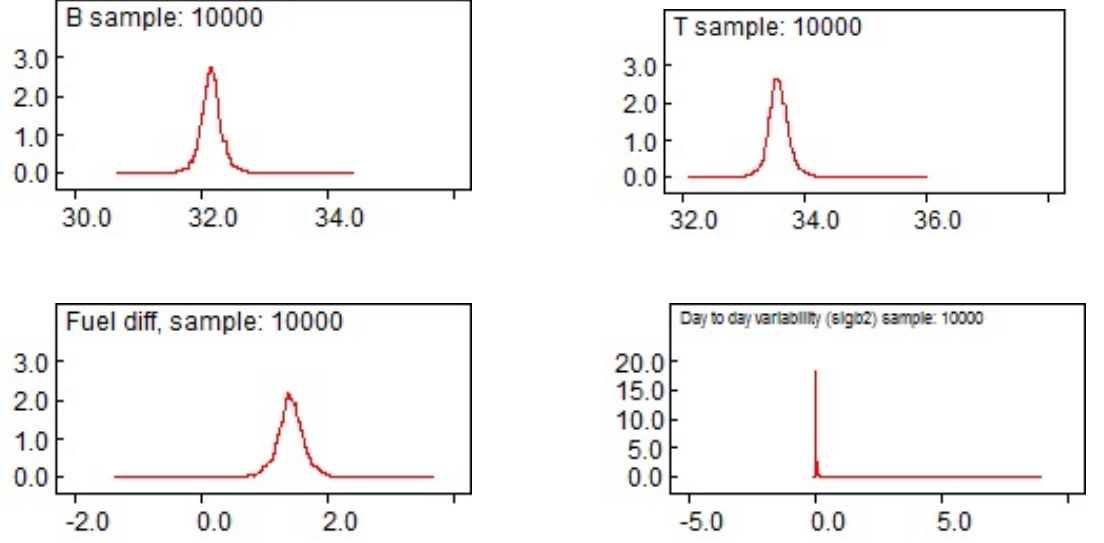 B sample: 10000
3.0
2.0
1.0
0.0
30.0 32.0 34.0
T sample: 10000
3.0
2.0
1.0
0.0
32.0 34.0 36.0
Fuel diff, sample: 10000
3.0
2.0
1.0
0.0
-2.0 0.0 2.0
Day to day variability (sigb2) sample: 10000
20.0
15.0
10.0
5.0
0.0
-5.0 0.0 5.0